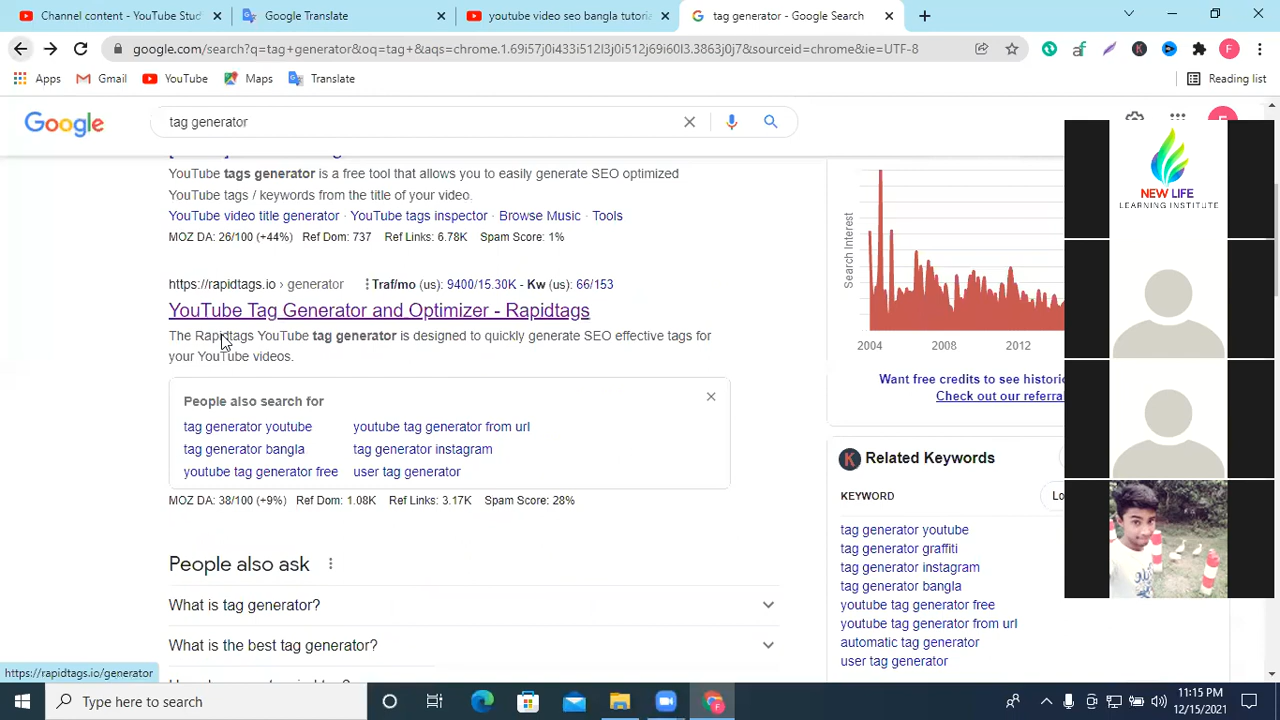 Content - YouTube Studio
youtube video seo bangla tutoria
tag generator - Google Search
google.com/search?q=tag+generator&oq=tag+&aqs=chrome.1.69i57j0i433i512l3j0i512j69i60l3.3863j0j7&sourceid=chrome&ie=UTF-8
Apps Gmail YouTube Maps Translate Reading list
Google
tag generator
YouTube tags generator is a free tool that allows you to easily generate SEO optimized
YouTube tags / keywords from the title of your video.
YouTube video title generator · YouTube tags inspector · Browse Music · Tools
MOZ DA: 26/100 (+44%) Ref Dom: 737 Ref Links: 6.78K Spam Score: 1%
https://rapidtags.io › generator Traf/mo (us): 9400/15.30K - Kw (us): 66/153
YouTube Tag Generator and Optimizer - Rapidtags
The Rapidtags YouTube tag generator is designed to quickly generate SEO effective tags for
your YouTube videos.
People also search for
tag generator youtube youtube tag generator from url
tag generator bangla tag generator instagram
youtube tag generator free user tag generator
MOZ DA: 38/100 (+9%) Ref Dom: 1.08K Ref Links: 3.17K Spam Score: 28%
People also ask
What is tag generator?
What is the best tag generator?
Search Interest
2004 2008 2012
Want free credits to see historic
Check out our referra
K Related Keywords
KEYWORD Lo
tag generator youtube
tag generator graffiti
tag generator instagram
tag generator bangla
youtube tag generator free
youtube tag generator from url
automatic tag generator
user tag generator
NEW LIFE
LEARNING INSTITUTE
https://rapidtags.io/generator
Type here to search
11:15 PM
12/15/2021